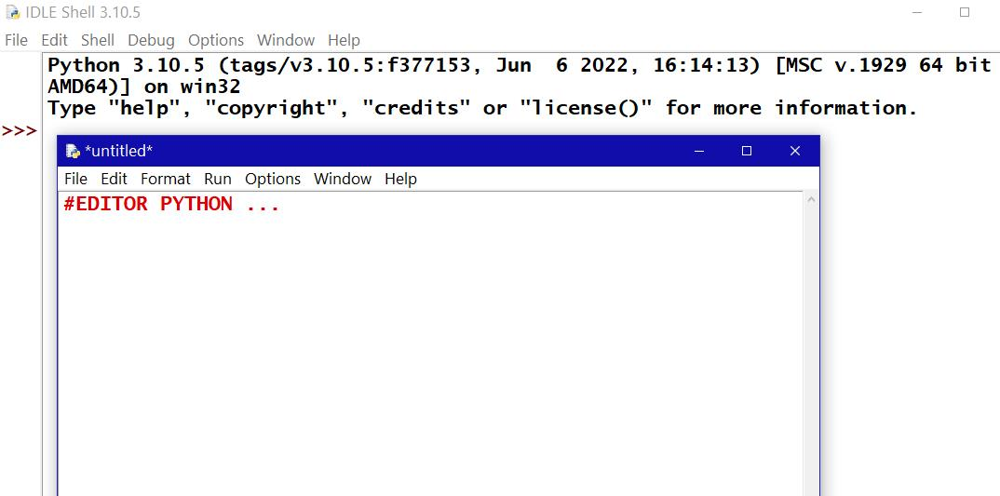 IDLE Shell 3.10.5
File Edit Shell Debug Options Window Help
Python 3.10.5 (tags/v3.10.5:f377153, Jun  6 2022, 16:14:13) [MSC v.1929 64 bit
AMD64)] on win32
Type "help", "copyright", "credits" or "license()" for more information.
>>>
*untitled*
File Edit Format Run Options Window Help
#EDITOR PYTHON ...